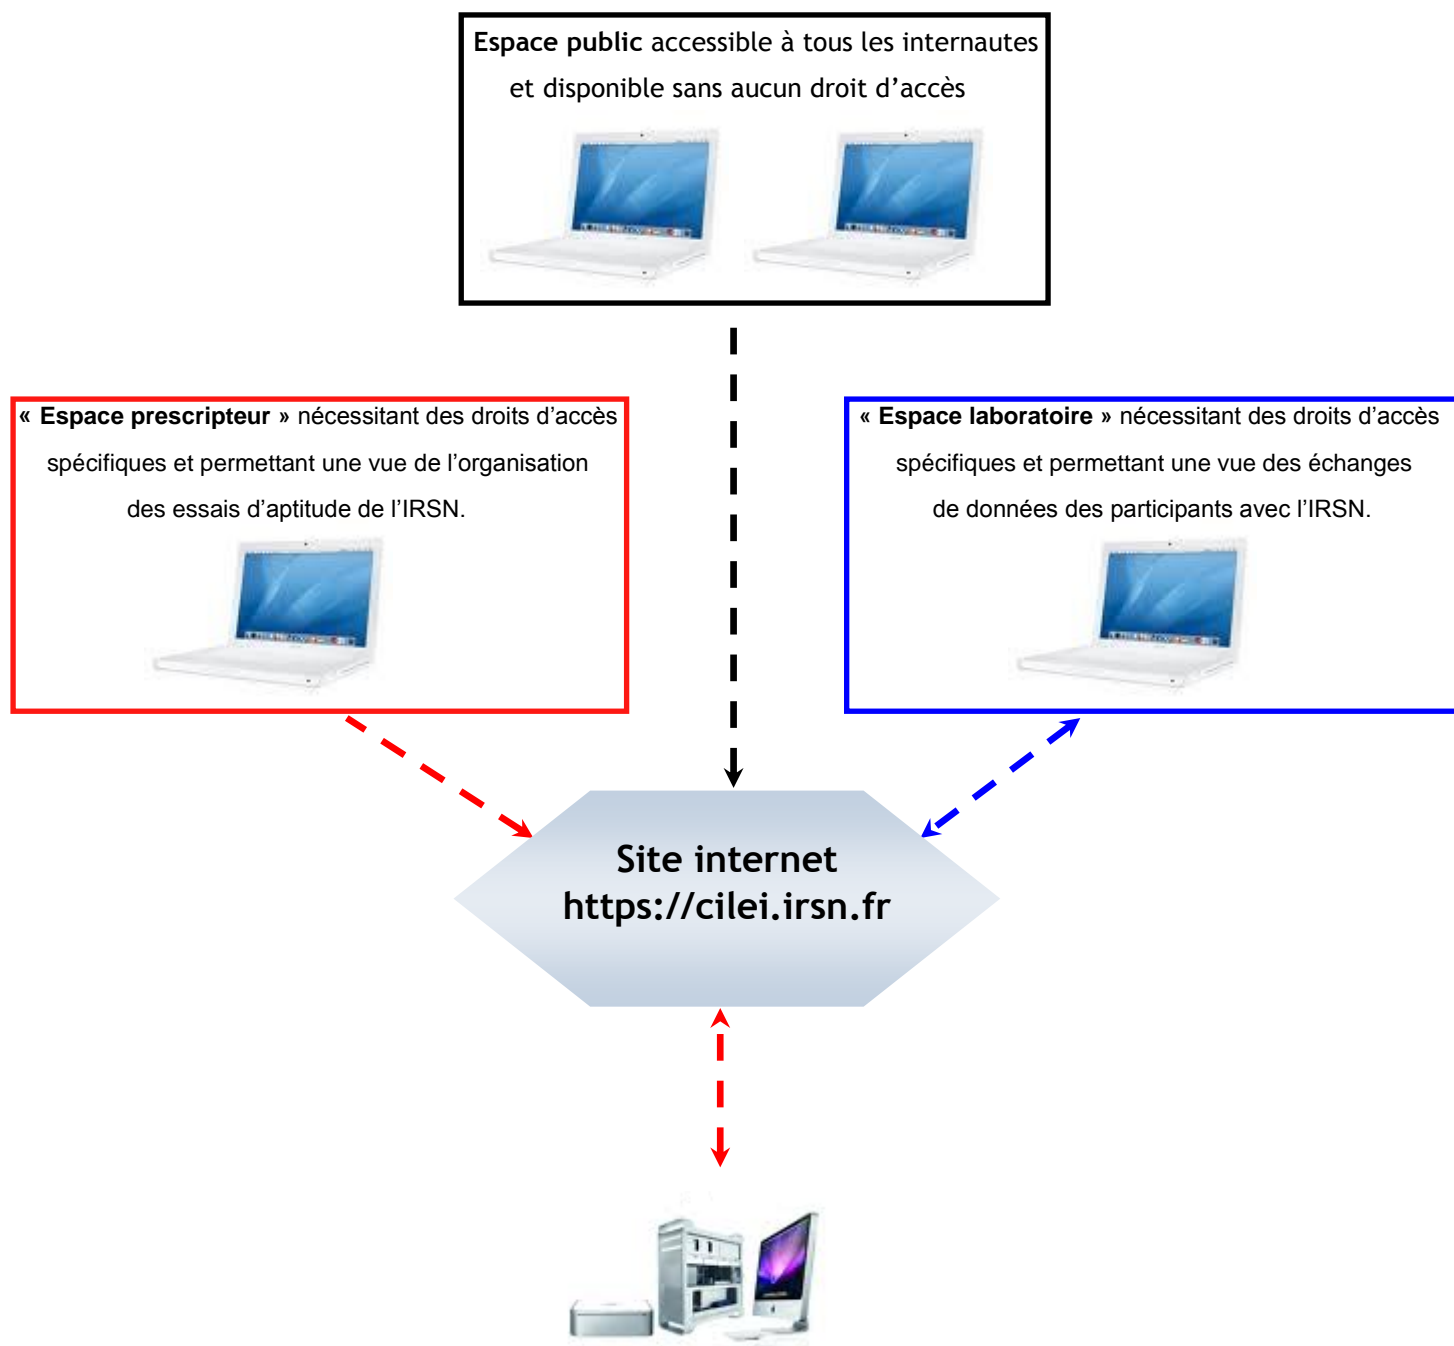 Espace public accessible à tous les internautes
et disponible sans aucun droit d’accès
« Espace prescripteur » nécessitant des droits d’accès
spécifiques et permettant une vue de l’organisation
des essais d’aptitude de l’IRSN.
« Espace laboratoire » nécessitant des droits d’accès
spécifiques et permettant une vue des échanges
de données des participants avec l’IRSN.
Site internet
https://cilei.irsn.fr